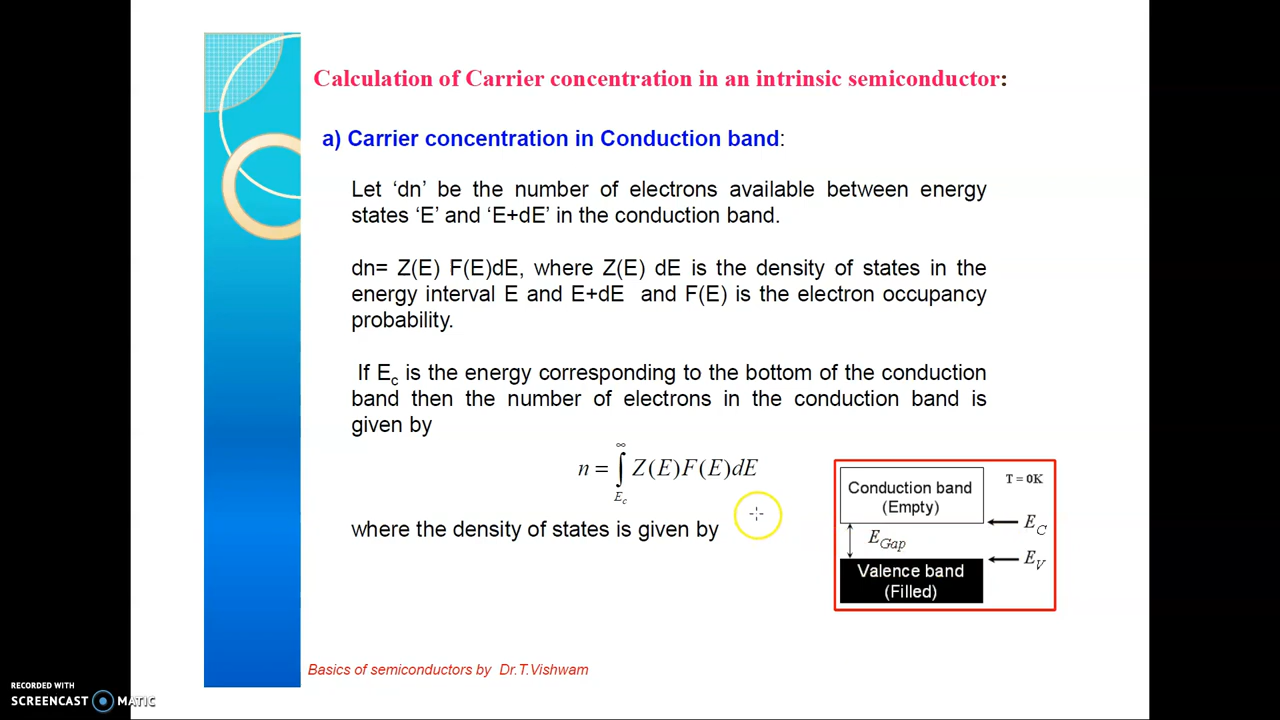 Calculation of Carrier concentration in an intrinsic semiconductor:
a) Carrier concentration in Conduction band:
Let ‘dn’ be the number of electrons available between energy
states ‘E’ and ‘E+dE’ in the conduction band.
dn= Z(E) F(E)dE, where Z(E) dE is the density of states in the
energy interval E and E+dE and F(E) is the electron occupancy
probability.
If Ec is the energy corresponding to the bottom of the conduction
band then the number of electrons in the conduction band is
given by
n = ∫_{E_c}^{∞} Z(E)F(E)dE
where the density of states is given by
Conduction band
(Empty)
T = 0K
E_C
E_Gap
E_V
Valence band
(Filled)
Basics of semiconductors by Dr.T.Vishwam
RECORDED WITH
SCREENCAST MATIC